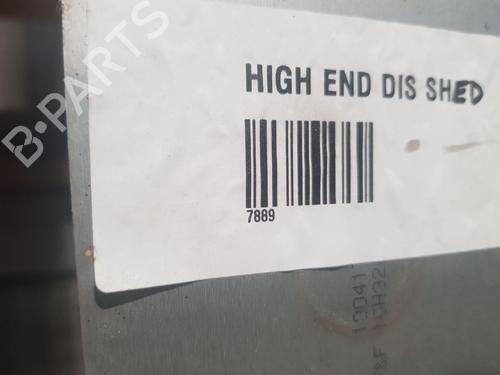 B-PARTS
HIGH END DIS SHED
7889